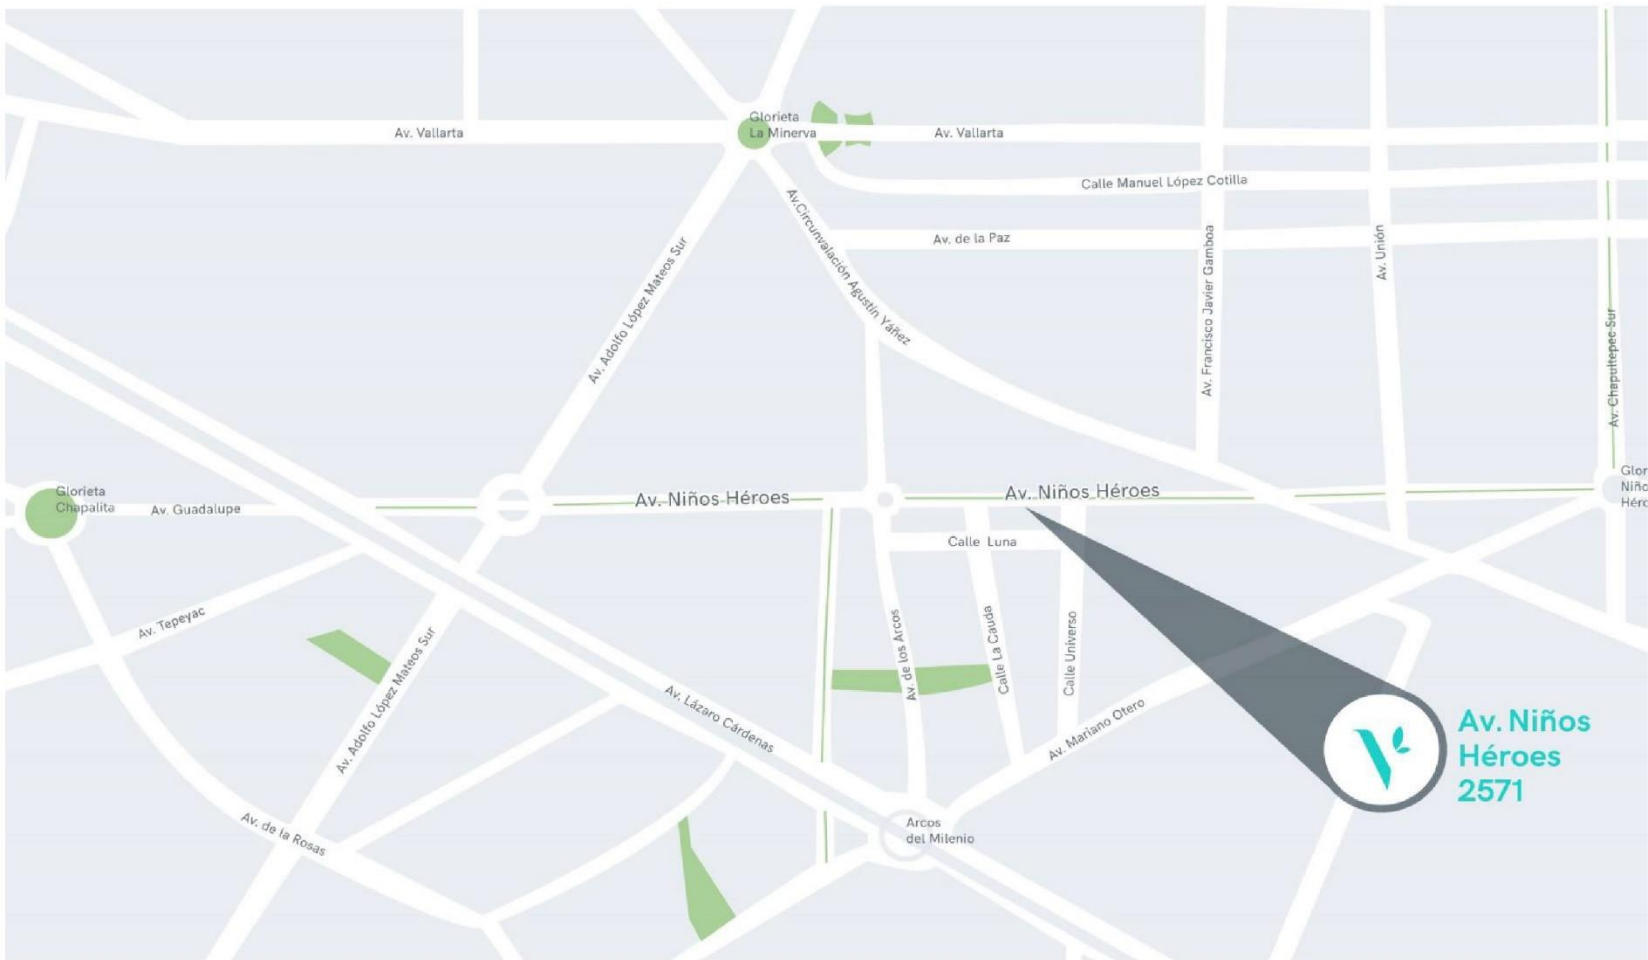 Glorieta
La Minerva
Av. Vallarta
Av. Vallarta
Calle Manuel López Cotilla
Av.Circunvalación Agustín Yáñez
Av. de la Paz
Av. Adolfo López Mateos Sur
Av. Francisco Javier Gamboa
Av. Unión
Av. Chapultepec Sur
Glorieta
Chapalita
Av. Guadalupe
Av. Niños Héroes
Av. Niños Héroes
Glor
Niño
Héro
Calle Luna
Av. Tepeyac
Av. Adolfo López Mateos Sur
Av. de los Arcos
Calle La Cauda
Calle Universo
Av. Lázaro Cárdenas
Av. Mariano Otero
Av. Niños
Héroes
2571
Av. de la Rosas
Arcos
del Milenio